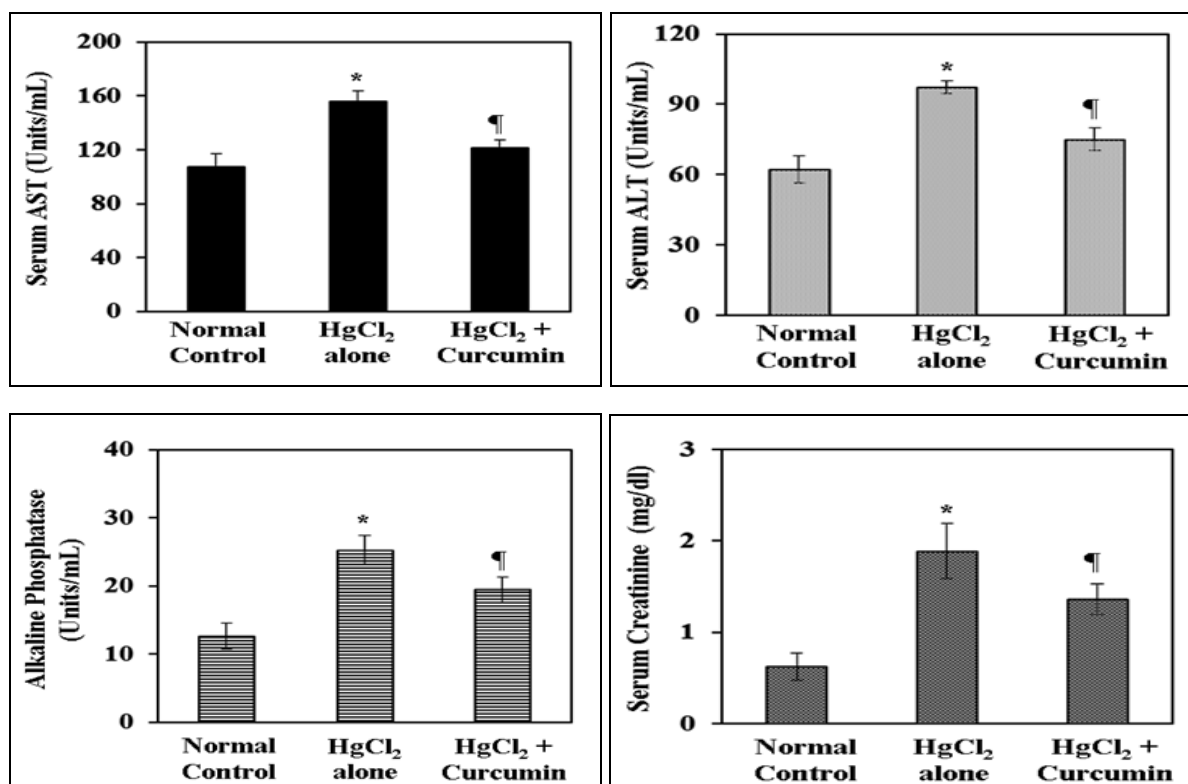 Serum AST (Units/mL)
200
160
120
80
40
0
*
¶
Normal Control
HgCl₂ alone
HgCl₂ + Curcumin
Serum ALT (Units/mL)
120
90
60
30
0
*
¶
Normal Control
HgCl₂ alone
HgCl₂ + Curcumin
Alkaline Phosphatase
(Units/mL)
40
30
20
10
0
*
¶
Normal Control
HgCl₂ alone
HgCl₂ + Curcumin
Serum Creatinine (mg/dl)
3
2
1
0
*
¶
Normal Control
HgCl₂ alone
HgCl₂ + Curcumin